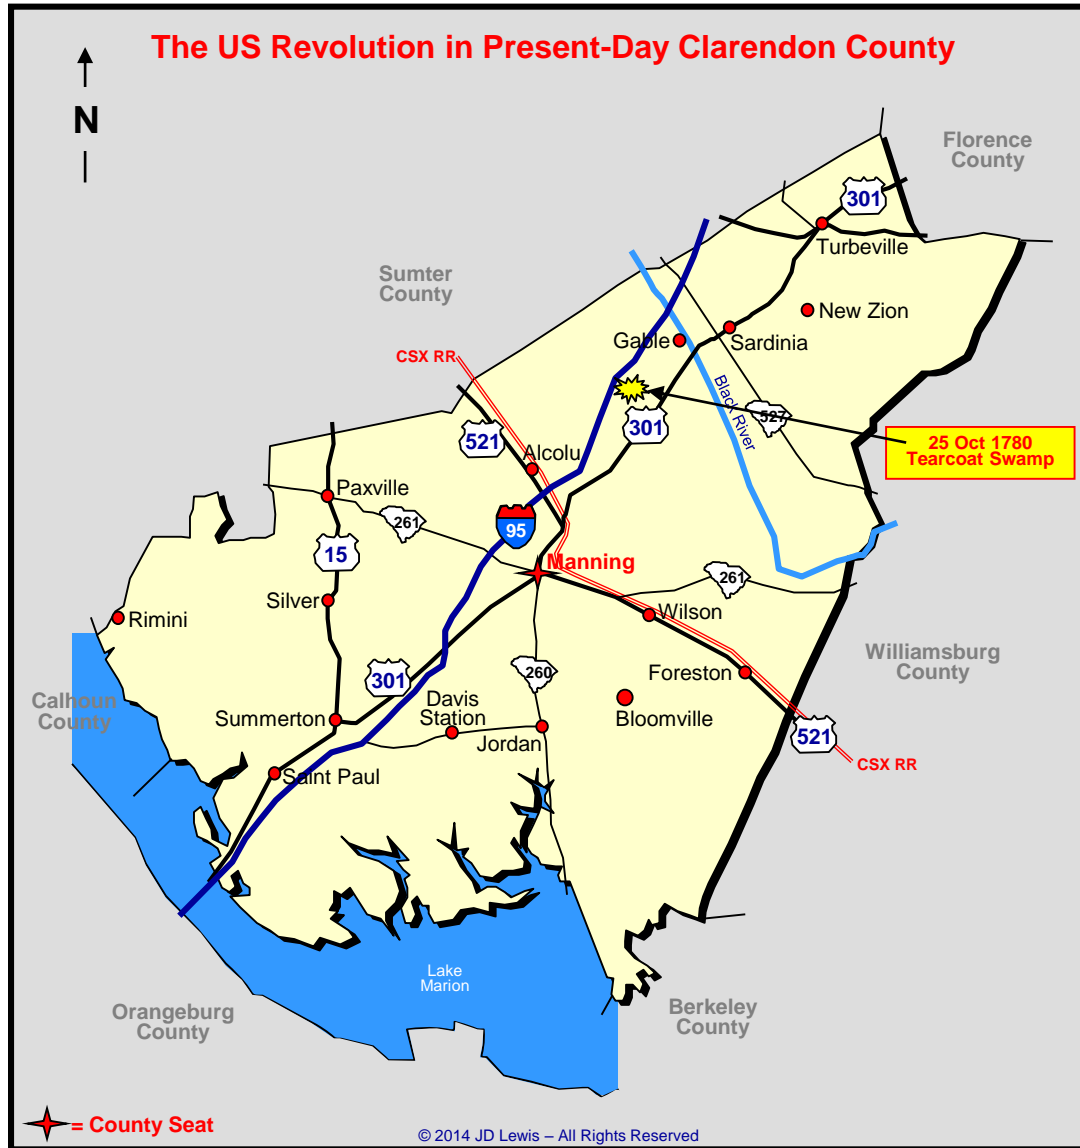 The US Revolution in Present-Day Clarendon County
N
Florence
County
301
Turbeville
Sumter
County
New Zion
Gable
Sardinia
CSX RR
Black River
527
301
521
25 Oct 1780
Tearcoat Swamp
Alcolu
Paxville
261
95
15
Manning
261
Silver
Wilson
Rimini
Williamsburg
County
260
Foreston
301
Calhoun
County
Davis
Station
Bloomville
Summerton
Jordan
521
CSX RR
Saint Paul
Lake
Marion
Orangeburg
County
Berkeley
County
= County Seat
© 2014 JD Lewis – All Rights Reserved